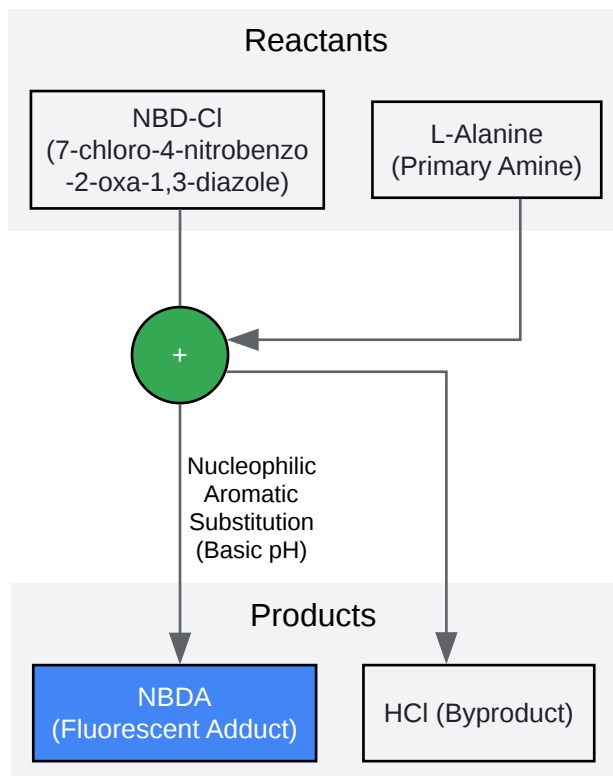 Reactants
NBD-Cl
(7-chloro-4-nitrobenzo
-2-oxa-1,3-diazole)
L-Alanine
(Primary Amine)
+
Nucleophilic
Aromatic
Substitution
(Basic pH)
Products
NBDA
(Fluorescent Adduct)
HCl (Byproduct)